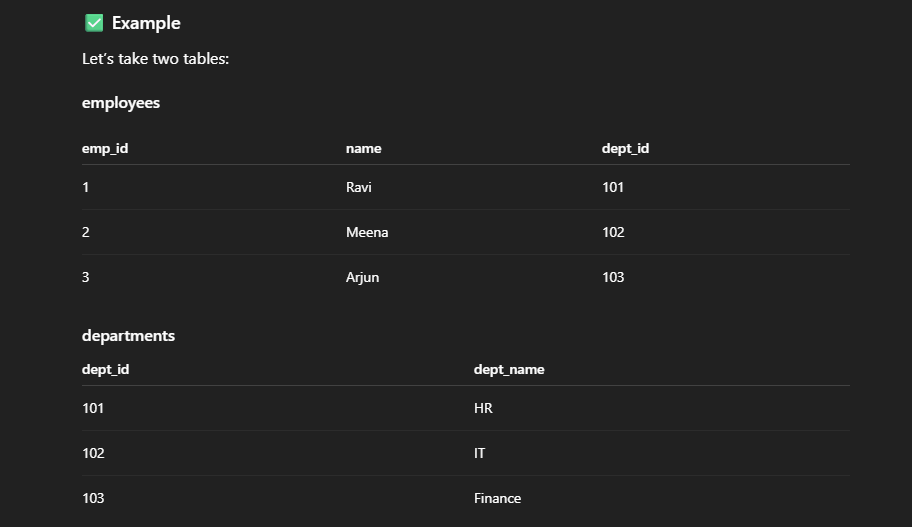 ✅ Example
Let’s take two tables:
employees
emp_id name dept_id
1 Ravi 101
2 Meena 102
3 Arjun 103
departments
dept_id dept_name
101 HR
102 IT
103 Finance